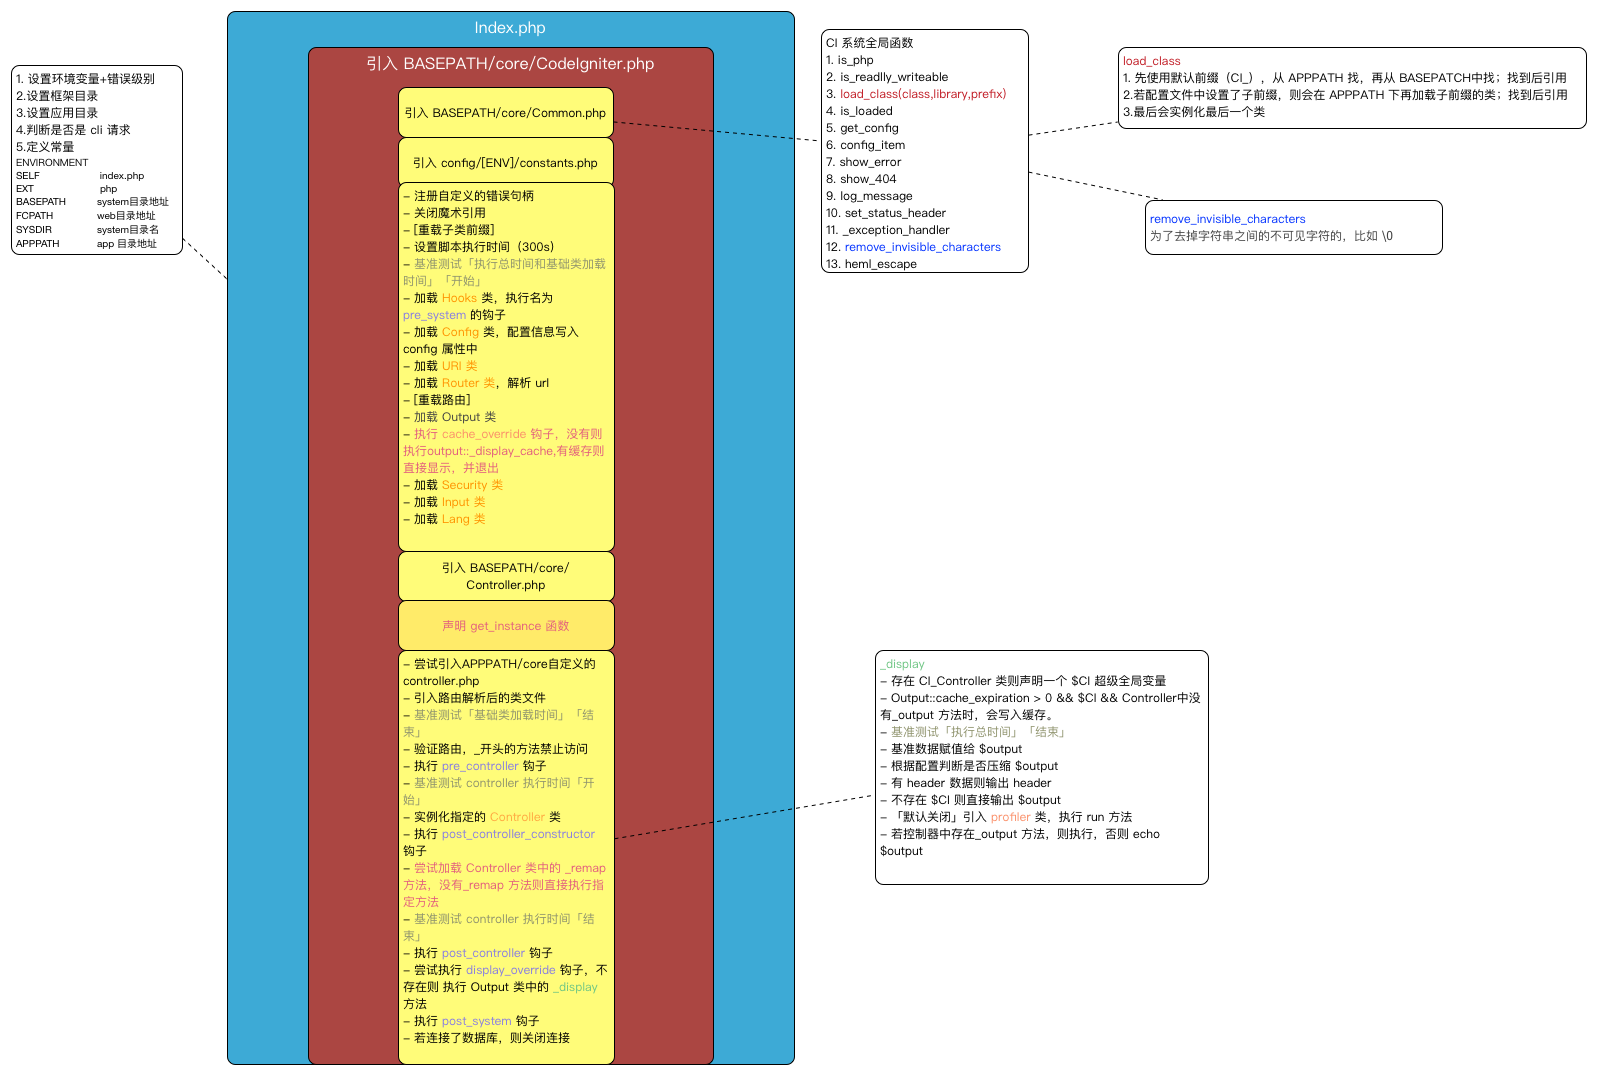 1. 设置环境变量+错误级别
2.设置框架目录
3.设置应用目录
4.判断是否是 cli 请求
5.定义常量
ENVIRONMENT
SELF index.php
EXT php
BASEPATH system目录地址
FCPATH web目录地址
SYSDIR system目录名
APPPATH app 目录地址
Index.php
引入 BASEPATH/core/CodeIgniter.php
引入 BASEPATH/core/Common.php
引入 config/[ENV]/constants.php
- 注册自定义的错误句柄
- 关闭魔术引用
- [重载子类前缀]
- 设置脚本执行时间（300s）
- 基准测试「执行总时间和基础类加载
时间」「开始」
- 加载 Hooks 类，执行名为
pre_system 的钩子
- 加载 Config 类，配置信息写入
config 属性中
- 加载 URI 类
- 加载 Router 类，解析 url
- [重载路由]
- 加载 Output 类
- 执行 cache_override 钩子，没有则
执行output::_display_cache,有缓存则
直接显示，并退出
- 加载 Security 类
- 加载 Input 类
- 加载 Lang 类
引入 BASEPATH/core/
Controller.php
声明 get_instance 函数
- 尝试引入APPPATH/core自定义的
controller.php
- 引入路由解析后的类文件
- 基准测试「基础类加载时间」「结
束」
- 验证路由，_开头的方法禁止访问
- 执行 pre_controller 钩子
- 基准测试 controller 执行时间「开
始」
- 实例化指定的 Controller 类
- 执行 post_controller_constructor
钩子
- 尝试加载 Controller 类中的 _remap
方法，没有_remap 方法则直接执行指
定方法
- 基准测试 controller 执行时间「结
束」
- 执行 post_controller 钩子
- 尝试执行 display_override 钩子，不
存在则 执行 Output 类中的 _display
方法
- 执行 post_system 钩子
- 若连接了数据库，则关闭连接
CI 系统全局函数
1. is_php
2. is_readlly_writeable
3. load_class(class,library,prefix)
4. is_loaded
5. get_config
6. config_item
7. show_error
8. show_404
9. log_message
10. set_status_header
11. _exception_handler
12. remove_invisible_characters
13. heml_escape
load_class
1. 先使用默认前缀（CI_），从 APPPATH 找，再从 BASEPATCH中找；找到后引用
2.若配置文件中设置了子前缀，则会在 APPPATH 下再加载子前缀的类；找到后引用
3.最后会实例化最后一个类
remove_invisible_characters
为了去掉字符串之间的不可见字符的，比如 \0
_display
- 存在 CI_Controller 类则声明一个 $CI 超级全局变量
- Output::cache_expiration > 0 && $CI && Controller中没
有_output 方法时，会写入缓存。
- 基准测试「执行总时间」「结束」
- 基准数据赋值给 $output
- 根据配置判断是否压缩 $output
- 有 header 数据则输出 header
- 不存在 $CI 则直接输出 $output
- 「默认关闭」引入 profiler 类，执行 run 方法
- 若控制器中存在_output 方法，则执行，否则 echo
$output